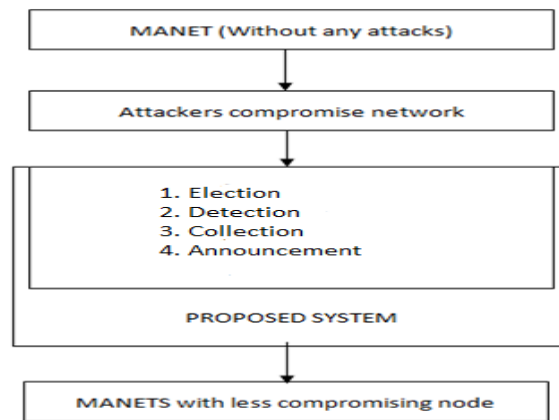 MANET (Without any attacks)
Attackers compromise network
1. Election
2. Detection
3. Collection
4. Announcement
PROPOSED SYSTEM
MANETS with less compromising node